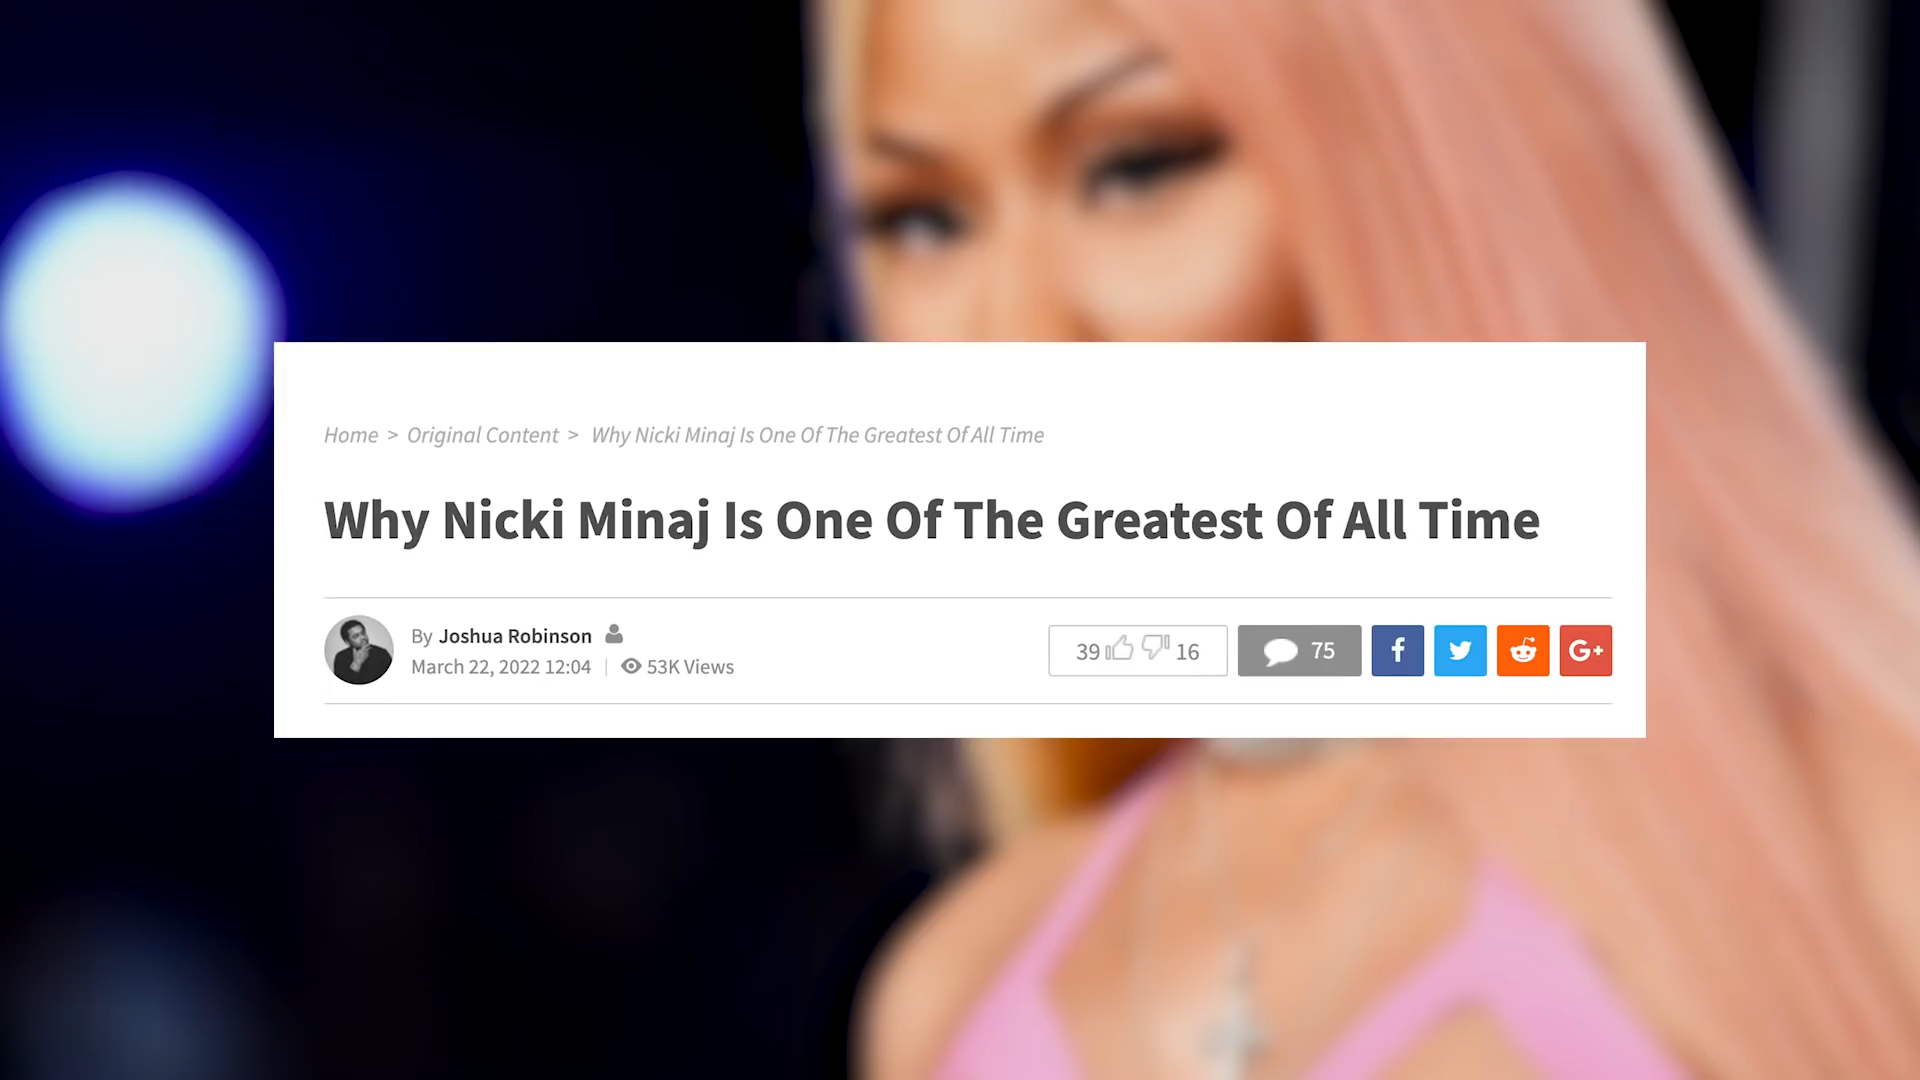 Home > Original Content > Why Nicki Minaj Is One Of The Greatest Of All Time
Why Nicki Minaj Is One Of The Greatest Of All Time
By Joshua Robinson
March 22, 2022 12:04 | 53K Views
39 16
75
f
G+